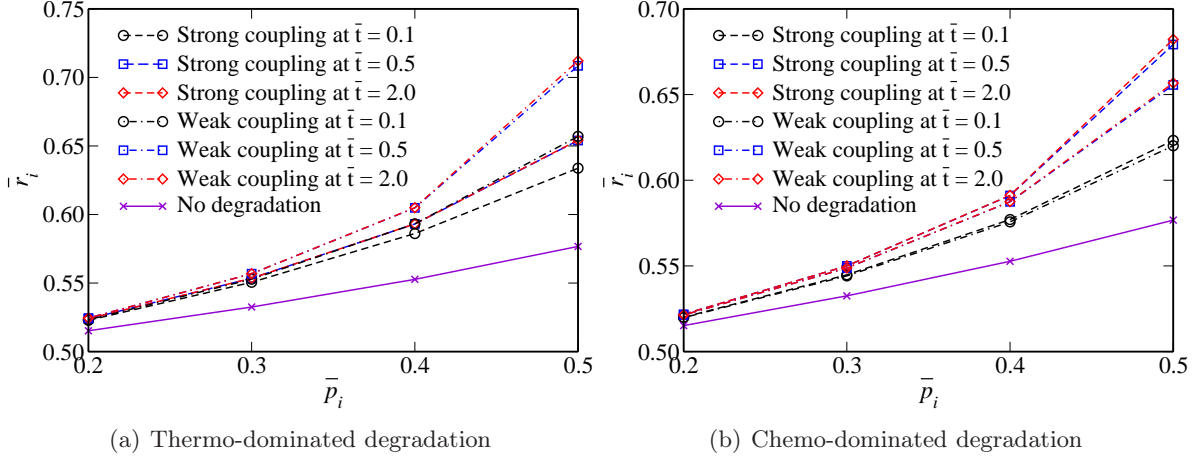 0.75
0.70
0.65
0.60
0.55
0.50
r̄ᵢ
Strong coupling at t̄ = 0.1
Strong coupling at t̄ = 0.5
Strong coupling at t̄ = 2.0
Weak coupling at t̄ = 0.1
Weak coupling at t̄ = 0.5
Weak coupling at t̄ = 2.0
No degradation
0.2 0.3 0.4 0.5
p̄ᵢ
(a) Thermo-dominated degradation
0.70
0.65
0.60
0.55
0.50
r̄ᵢ
Strong coupling at t̄ = 0.1
Strong coupling at t̄ = 0.5
Strong coupling at t̄ = 2.0
Weak coupling at t̄ = 0.1
Weak coupling at t̄ = 0.5
Weak coupling at t̄ = 2.0
No degradation
0.2 0.3 0.4 0.5
p̄ᵢ
(b) Chemo-dominated degradation